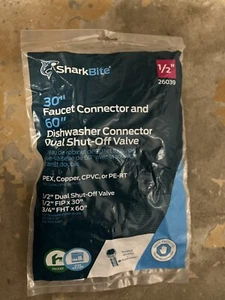 SharkBite
1/2"
26039
30"
Faucet Connector and
60"
Dishwasher Connector
Dual Shut-Off Valve
PEX, Copper, CPVC, or PE-RT
1/2" Dual Shut-Off Valve
1/2" FIP x 30"
3/4" FHT x 60"